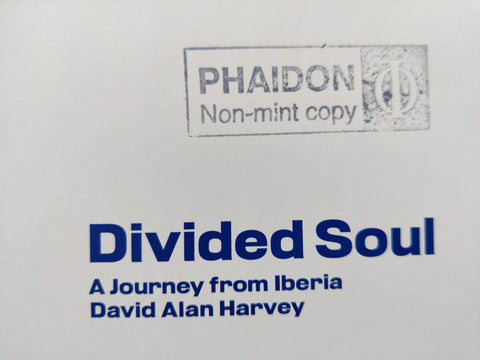 PHAIDON
Non-mint copy
Divided Soul
A Journey from Iberia
David Alan Harvey